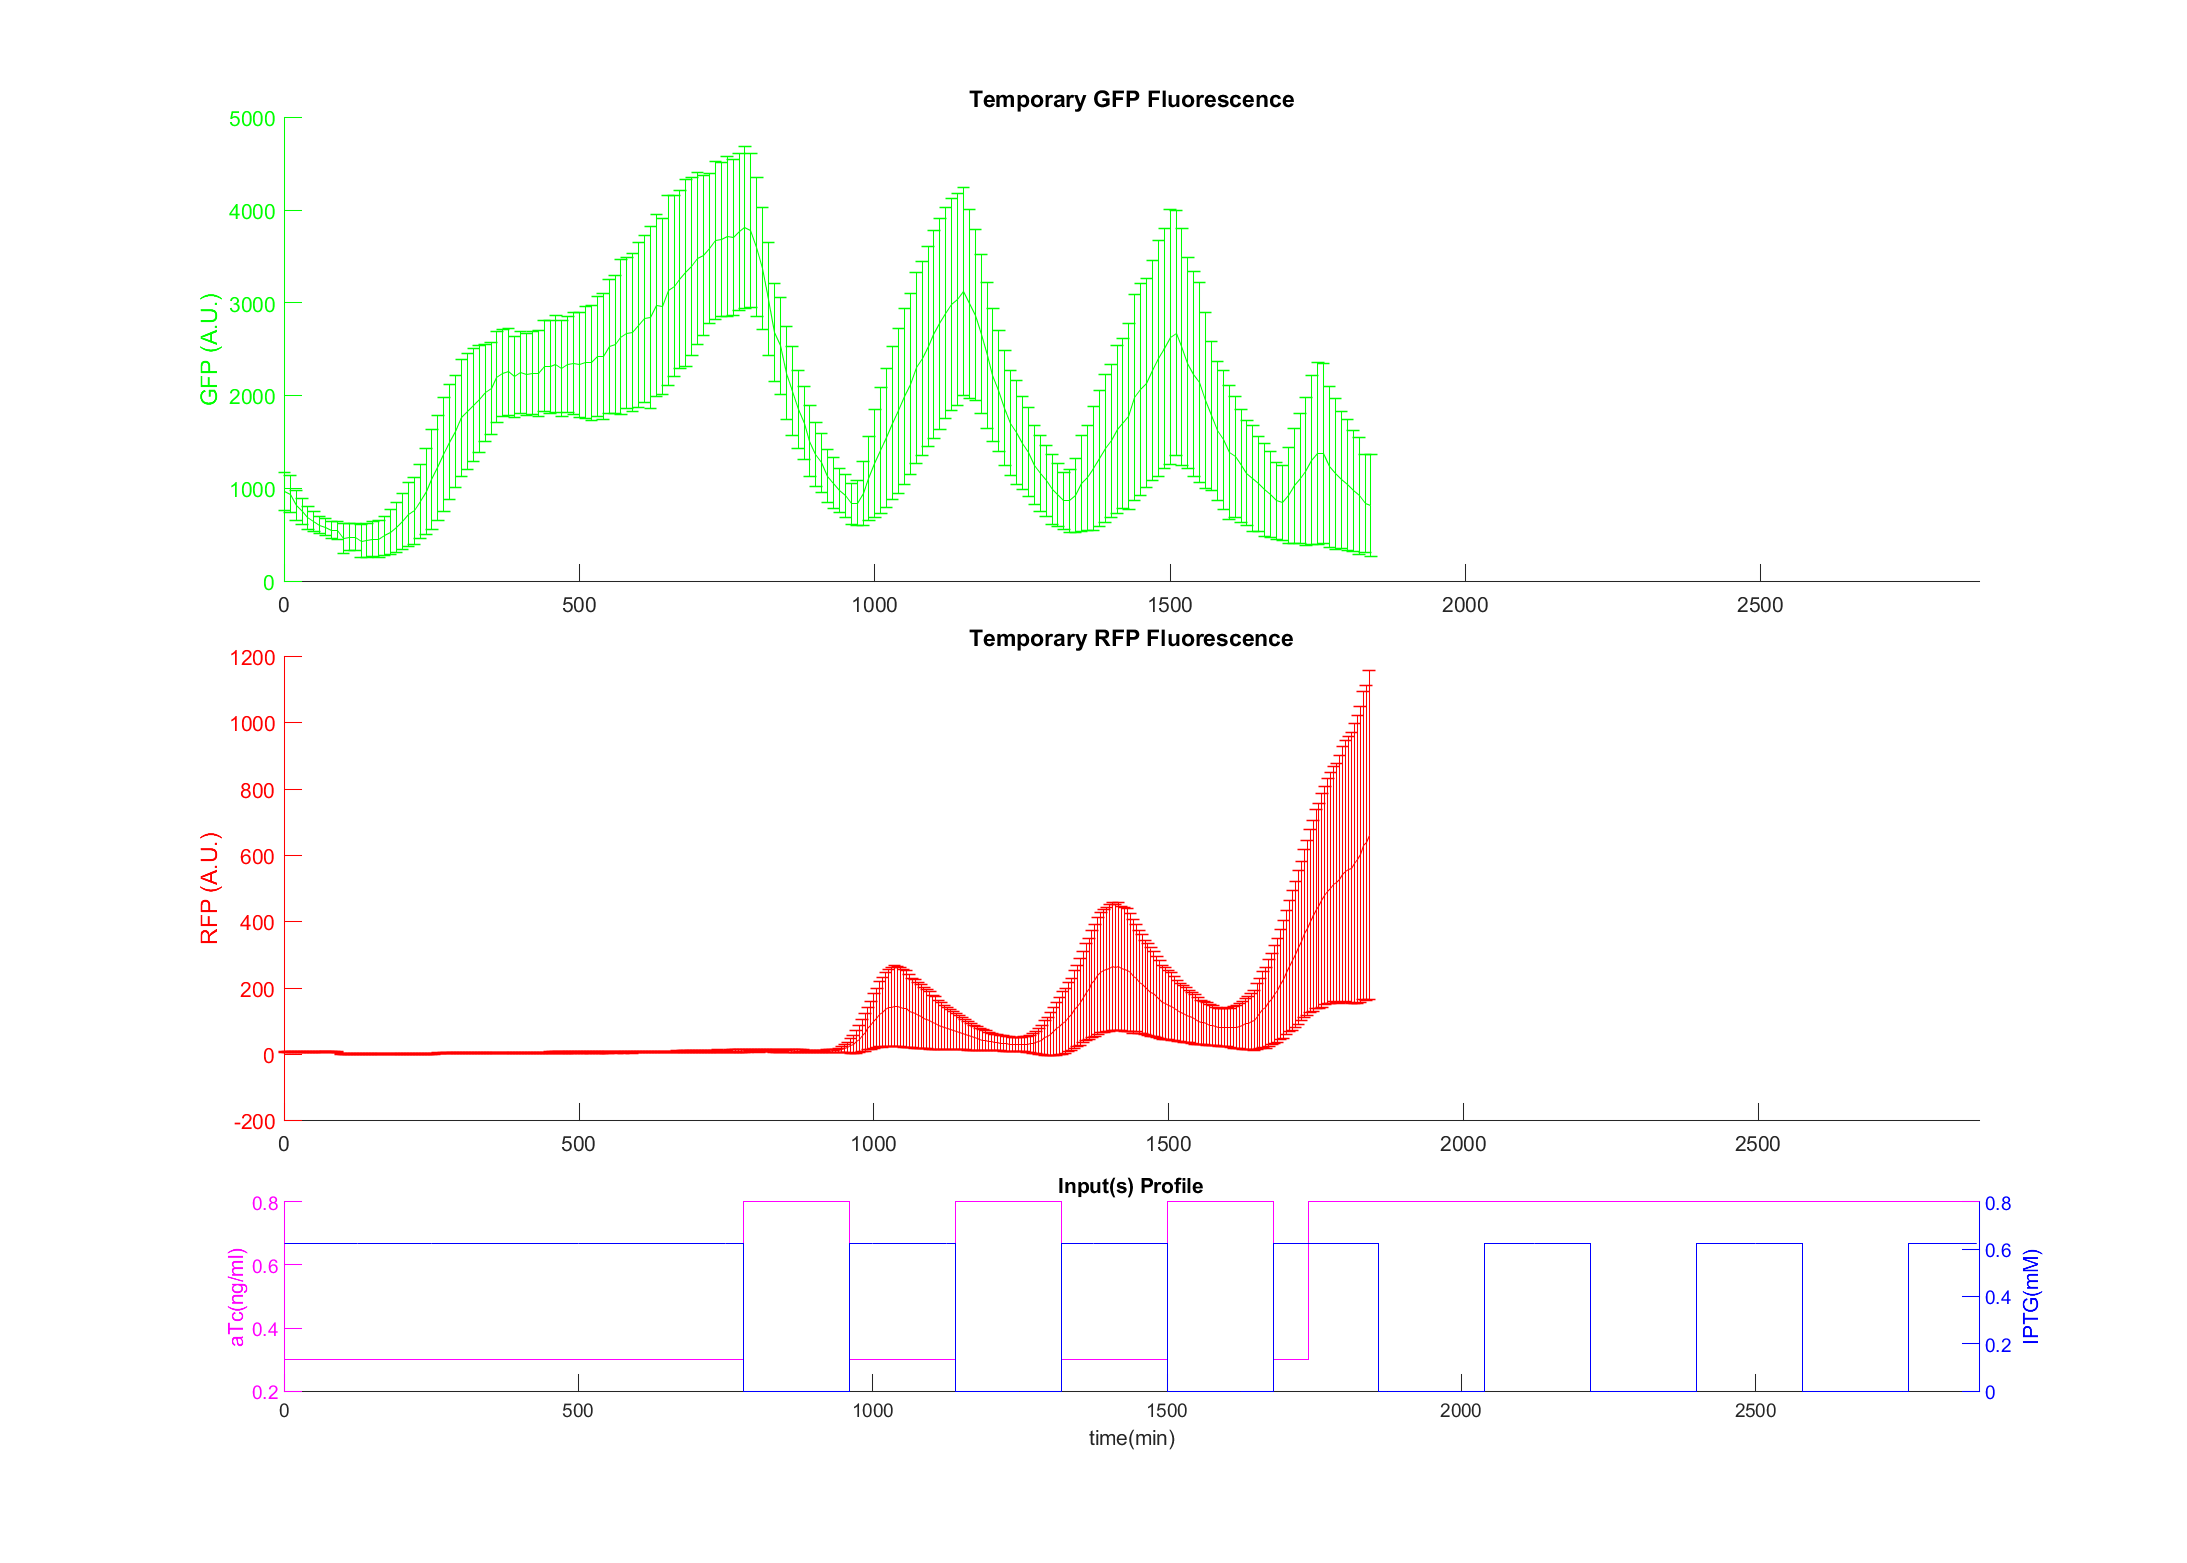 Temporary GFP Fluorescence
5000
4000
3000
2000
1000
0
GFP (A.U.)
0 500 1000 1500 2000 2500
Temporary RFP Fluorescence
1200
1000
800
600
400
200
0
-200
RFP (A.U.)
0 500 1000 1500 2000 2500
Input(s) Profile
0.8
0.6
0.4
0.2
aTc(ng/ml)
0.8
0.6
0.4
0.2
0
IPTG(mM)
0 500 1000 1500 2000 2500
time(min)